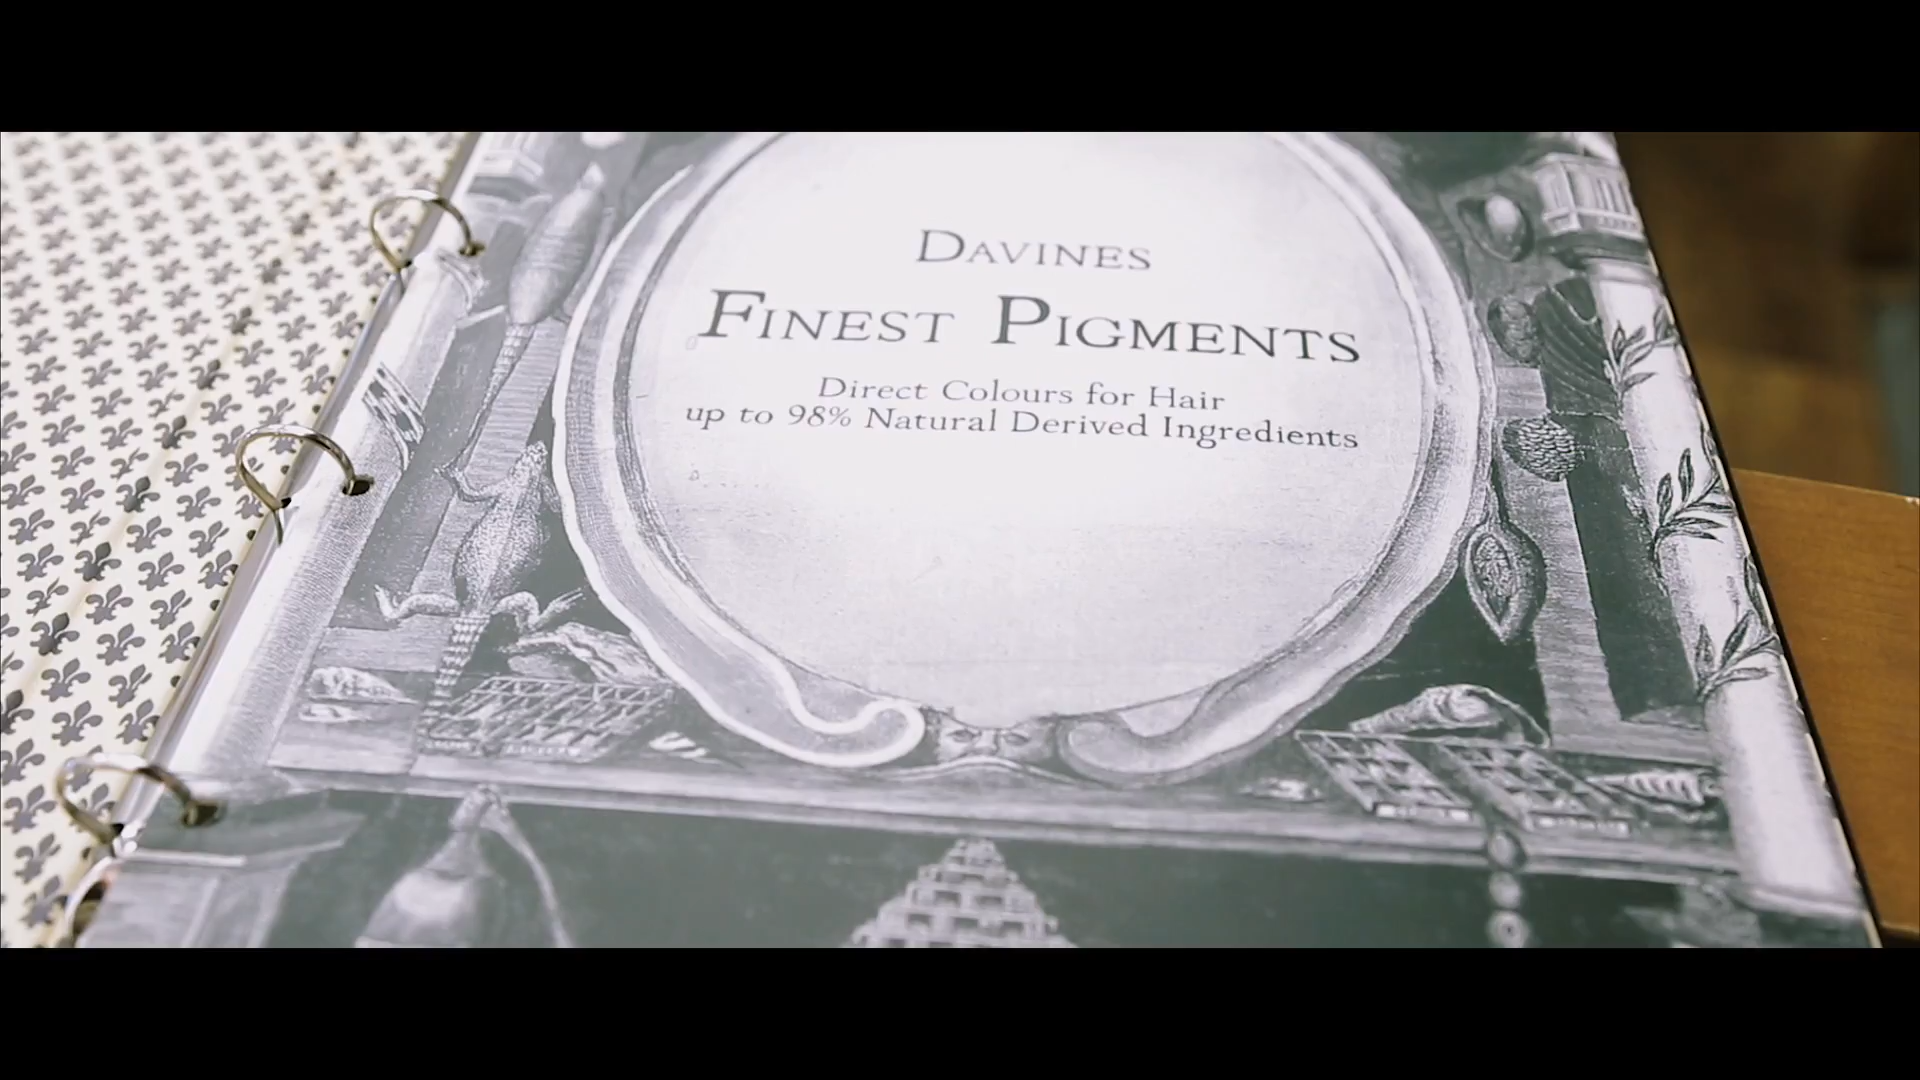 DAVINES
FINEST PIGMENTS
Direct Colours for Hair
up to 98% Natural Derived Ingredients